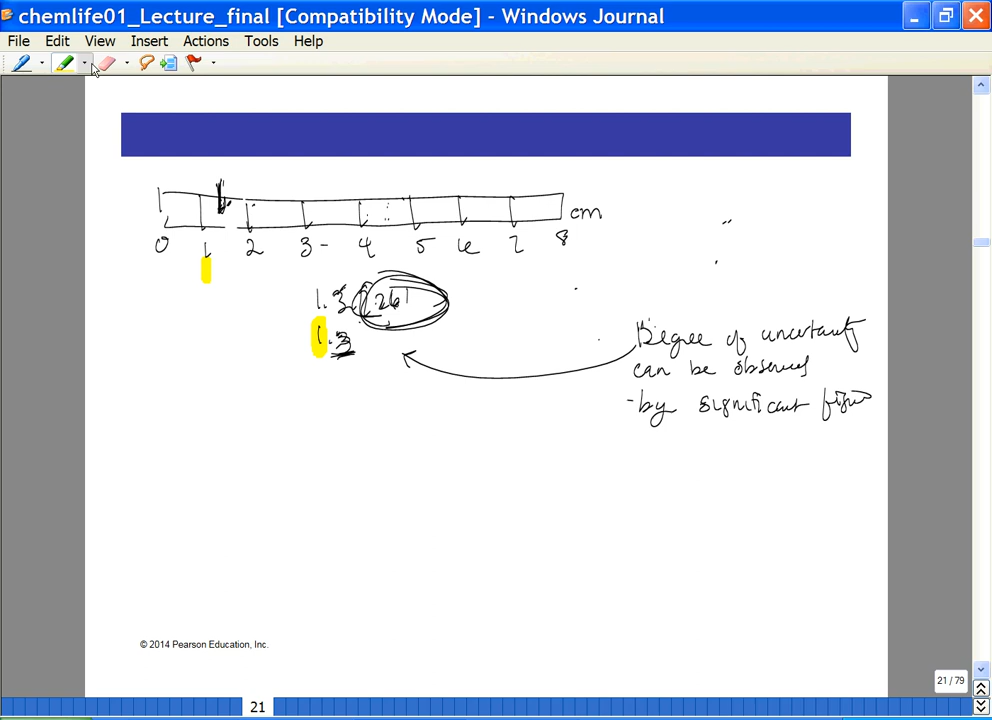 chemlife01_Lecture_final [Compatibility Mode] - Windows Journal
File Edit View Insert Actions Tools Help
cm
0 1 2 3 - 4 5 6 7 8
1.3
1.3
Degree of uncertainty
can be observed
-by significant
© 2014 Pearson Education, Inc.
21 / 79
21